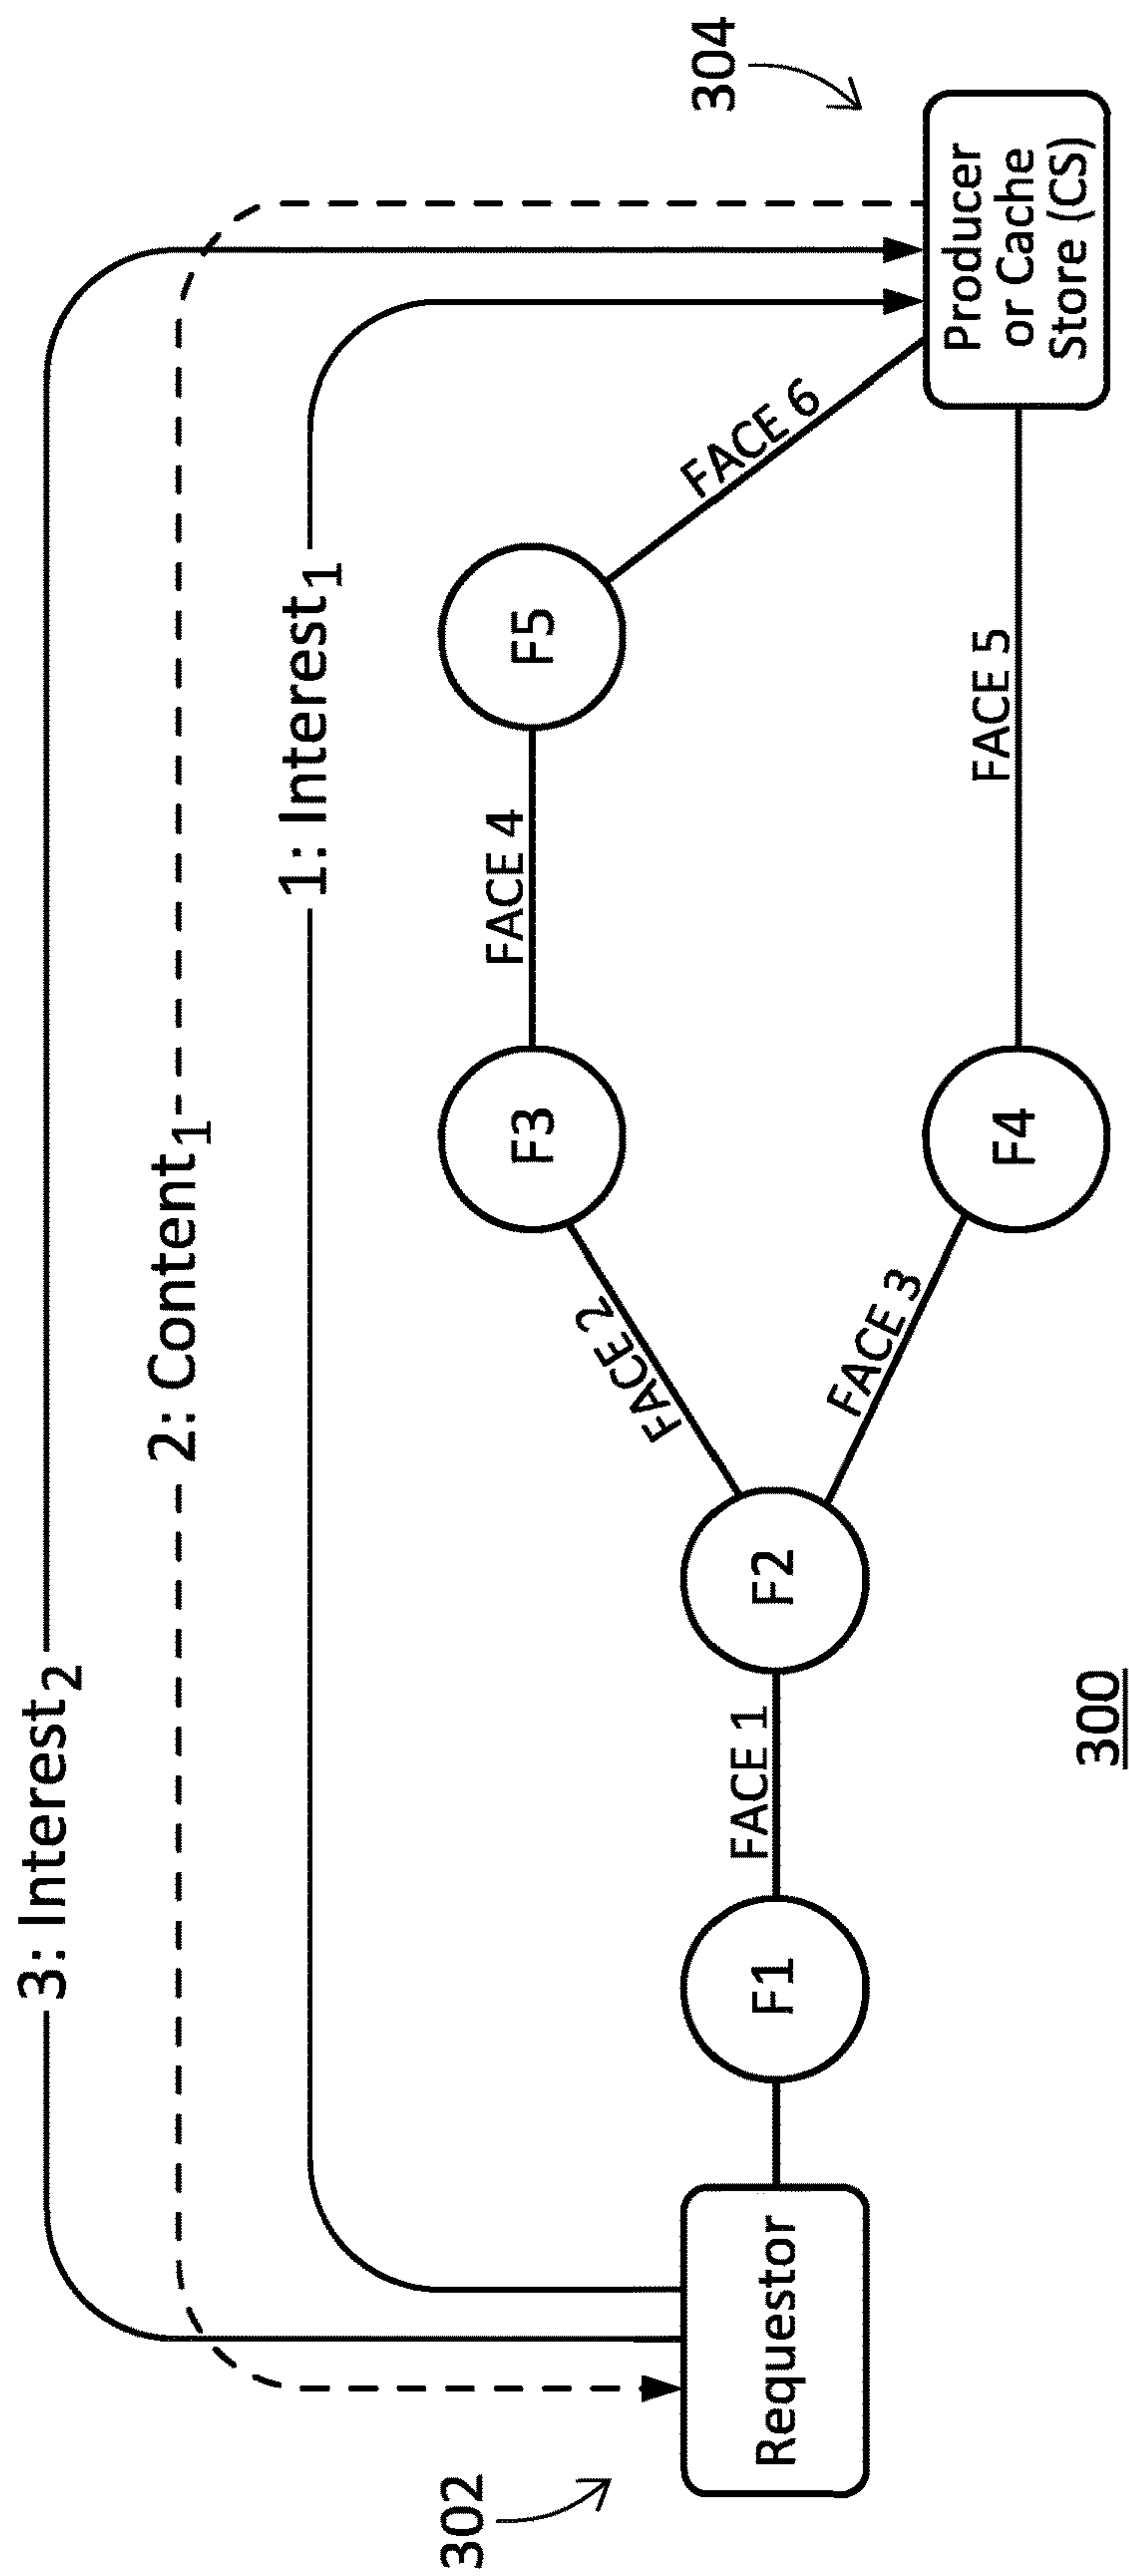 3: Interest2
2: Content1
1: Interest1
304
302
Requestor
F1
FACE 1
F2
FACE 2
FACE 3
F3
F4
FACE 4
FACE 5
F5
FACE 6
Producer
or Cache
Store (CS)
300